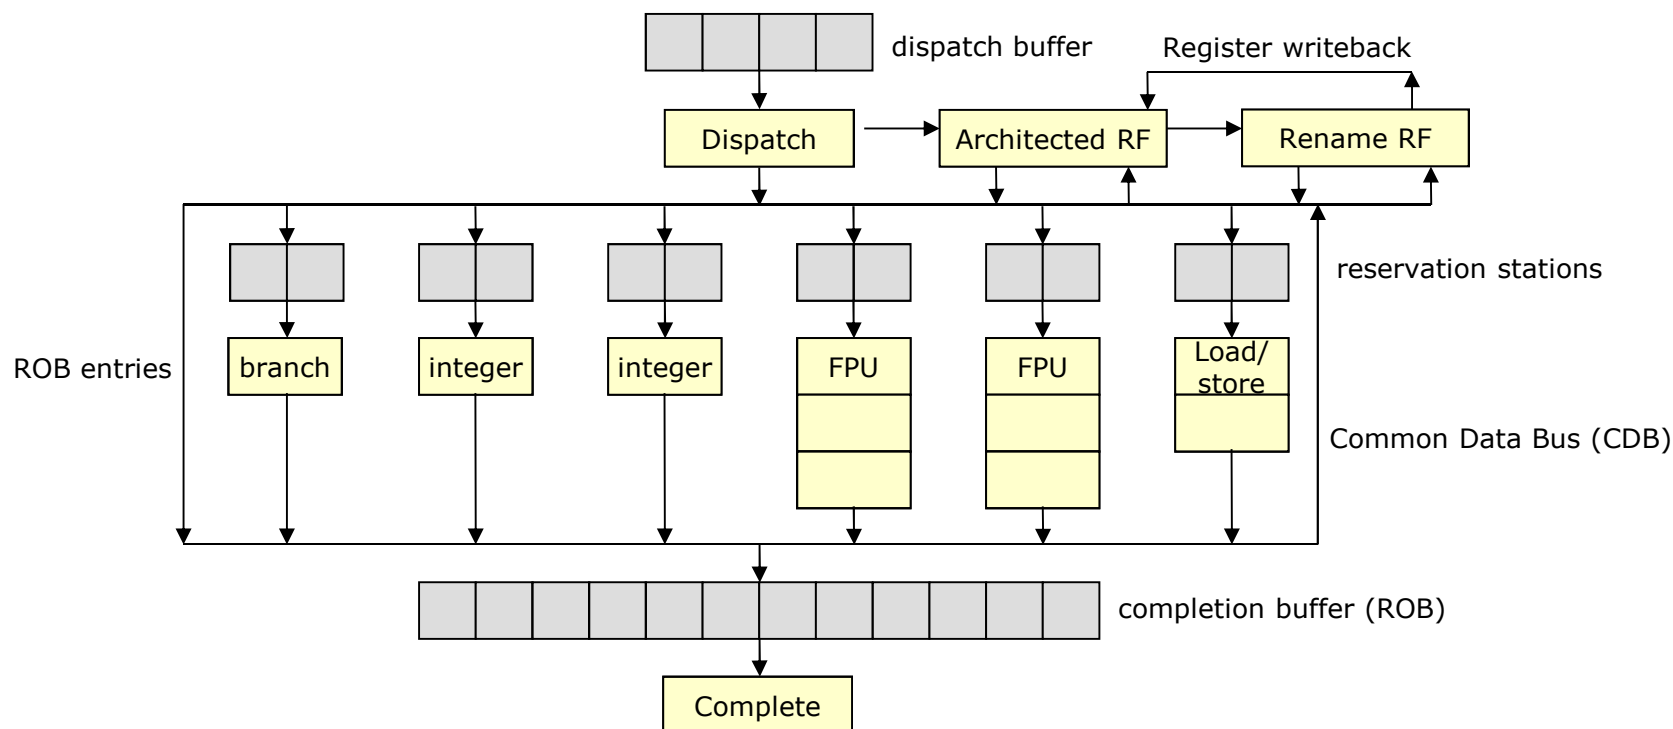 dispatch buffer
Register writeback
Dispatch
Architected RF
Rename RF
reservation stations
ROB entries
branch
integer
integer
FPU
FPU
Load/
store
Common Data Bus (CDB)
completion buffer (ROB)
Complete